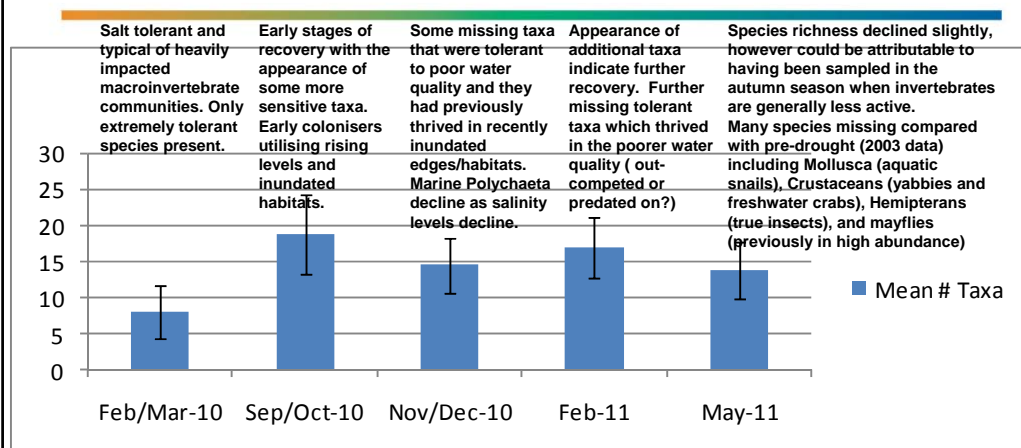 Salt tolerant and
typical of heavily
impacted
macroinvertebrate
communities. Only
extremely tolerant
species present.
Early stages of
recovery with the
appearance of
some more
sensitive taxa.
Early colonisers
utilising rising
levels and
inundated
habitats.
Some missing taxa
that were tolerant
to poor water
quality and they
had previously
thrived in recently
inundated
edges/habitats.
Marine Polychaeta
decline as salinity
levels decline.
Appearance of
additional taxa
indicate further
recovery. Further
missing tolerant
taxa which thrived
in the poorer water
quality ( out-
competed or
predated on?)
Species richness declined slightly,
however could be attributable to
having been sampled in the
autumn season when invertebrates
are generally less active.
Many species missing compared
with pre-drought (2003 data)
including Mollusca (aquatic
snails), Crustaceans (yabbies and
freshwater crabs), Hemipterans
(true insects), and mayflies
(previously in high abundance)
30
25
20
15
10
5
0
Feb/Mar-10 Sep/Oct-10 Nov/Dec-10 Feb-11 May-11
Mean # Taxa